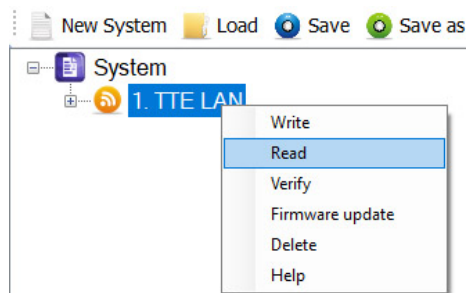 New System Load Save Save as
System
1. TTE LAN
Write
Read
Verify
Firmware update
Delete
Help